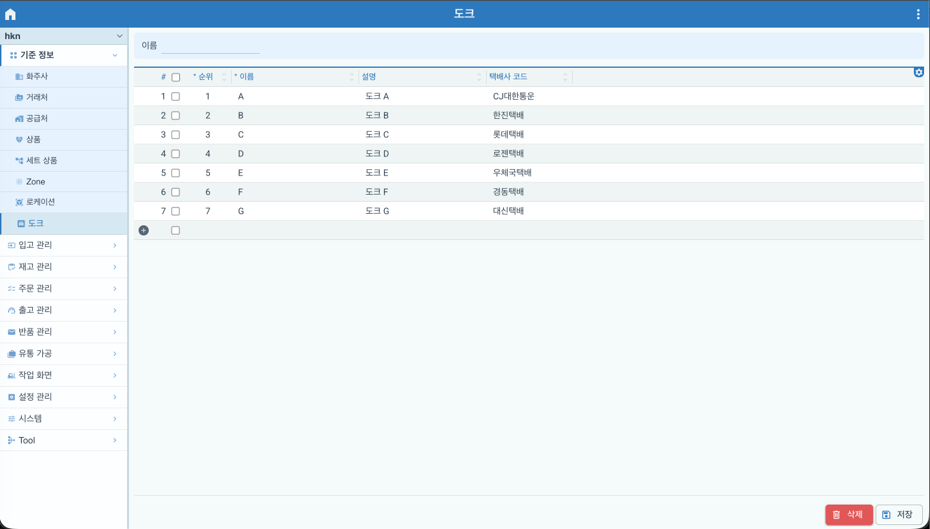 도크
hkn
기준 정보
화주사
거래처
공급처
상품
세트 상품
Zone
로케이션
도크
입고 관리
재고 관리
주문 관리
출고 관리
반품 관리
유통 가공
작업 화면
설정 관리
시스템
Tool
이름
# * 순위 * 이름 설명 택배사 코드
1 1 A 도크 A CJ대한통운
2 2 B 도크 B 한진택배
3 3 C 도크 C 롯데택배
4 4 D 도크 D 로젠택배
5 5 E 도크 E 우체국택배
6 6 F 도크 F 경동택배
7 7 G 도크 G 대신택배
삭제 저장